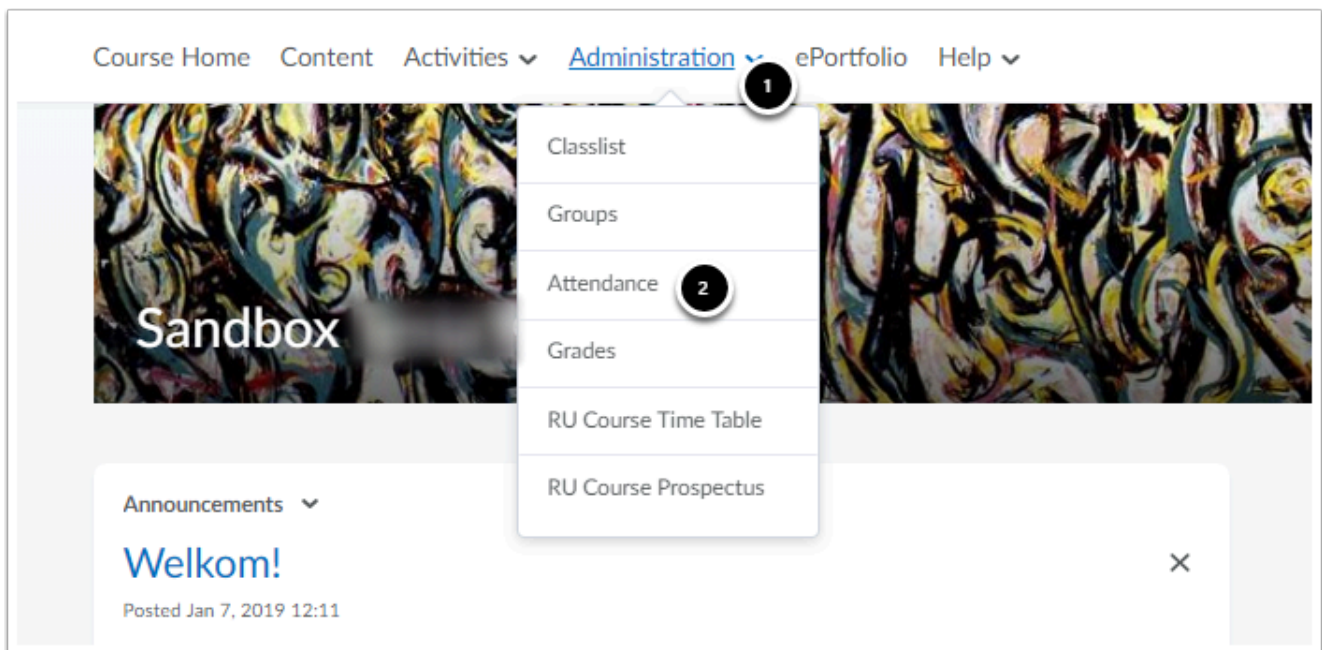 Course Home Content Activities Administration ePortfolio Help
1
Classlist
Groups
Attendance 2
Grades
RU Course Time Table
RU Course Prospectus
Sandbox
Announcements
Welkom!
Posted Jan 7, 2019 12:11